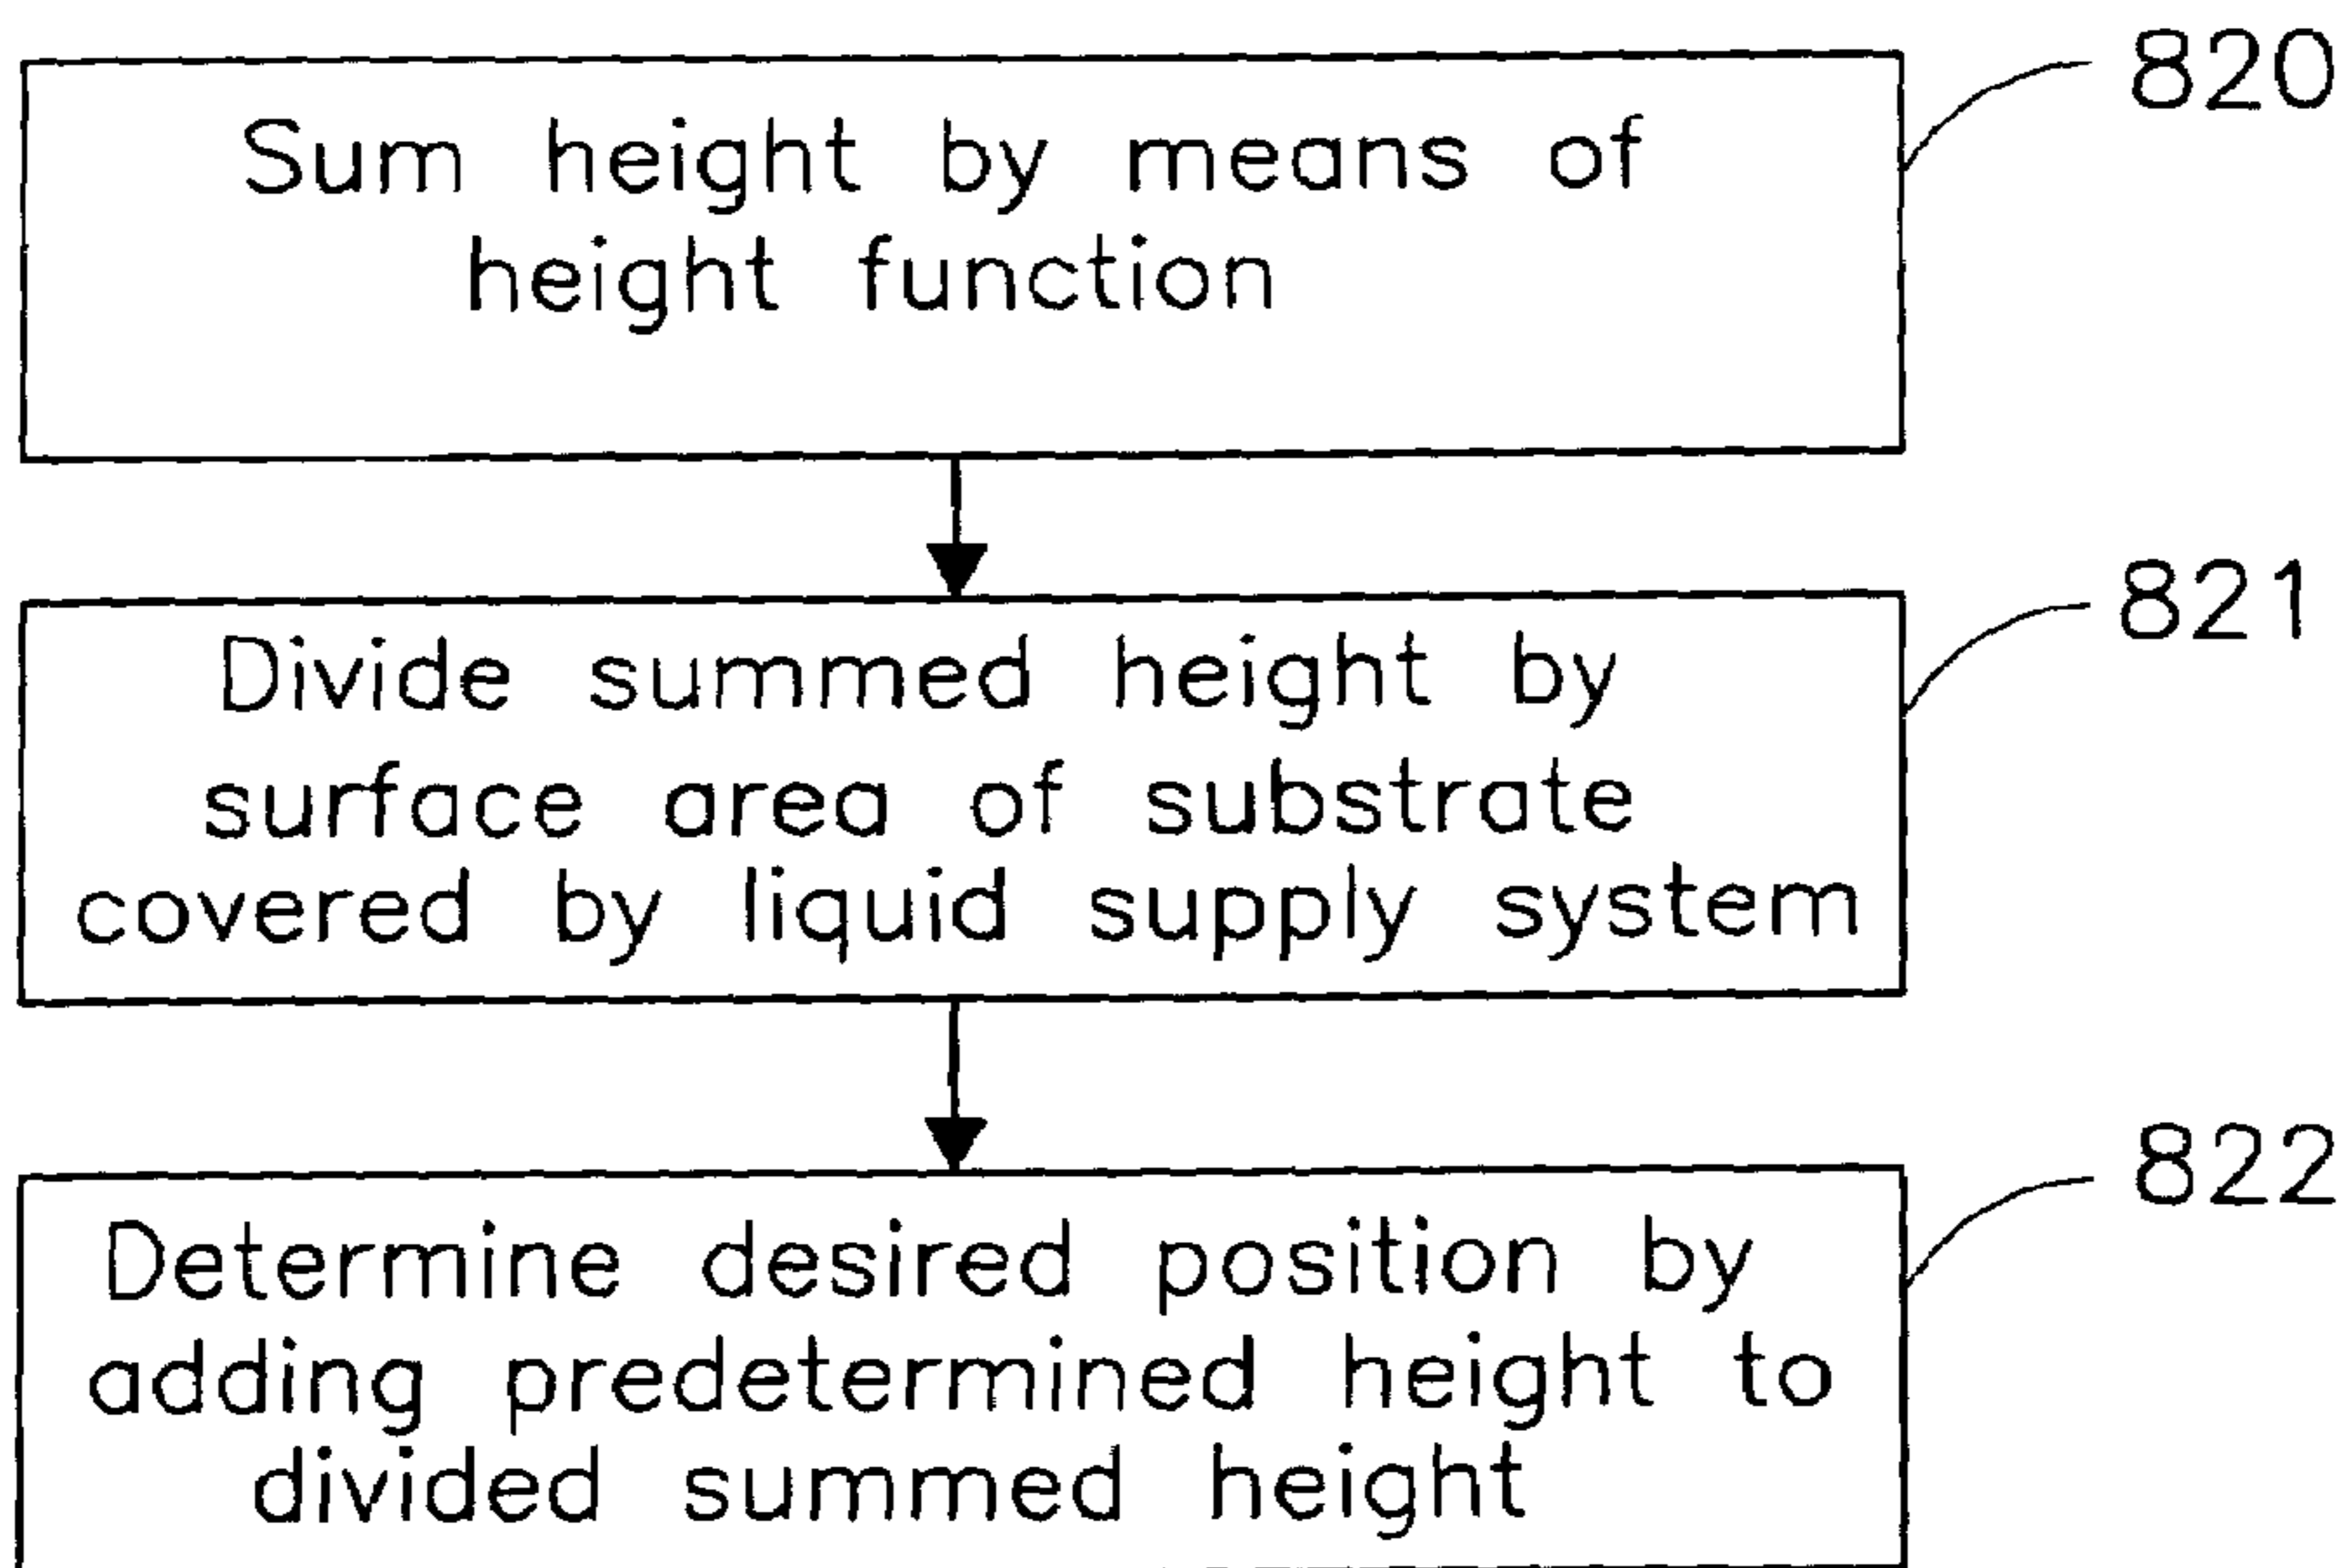 820
Sum height by means of
height function
821
Divide summed height by
surface area of substrate
covered by liquid supply system
822
Determine desired position by
adding predetermined height to
divided summed height